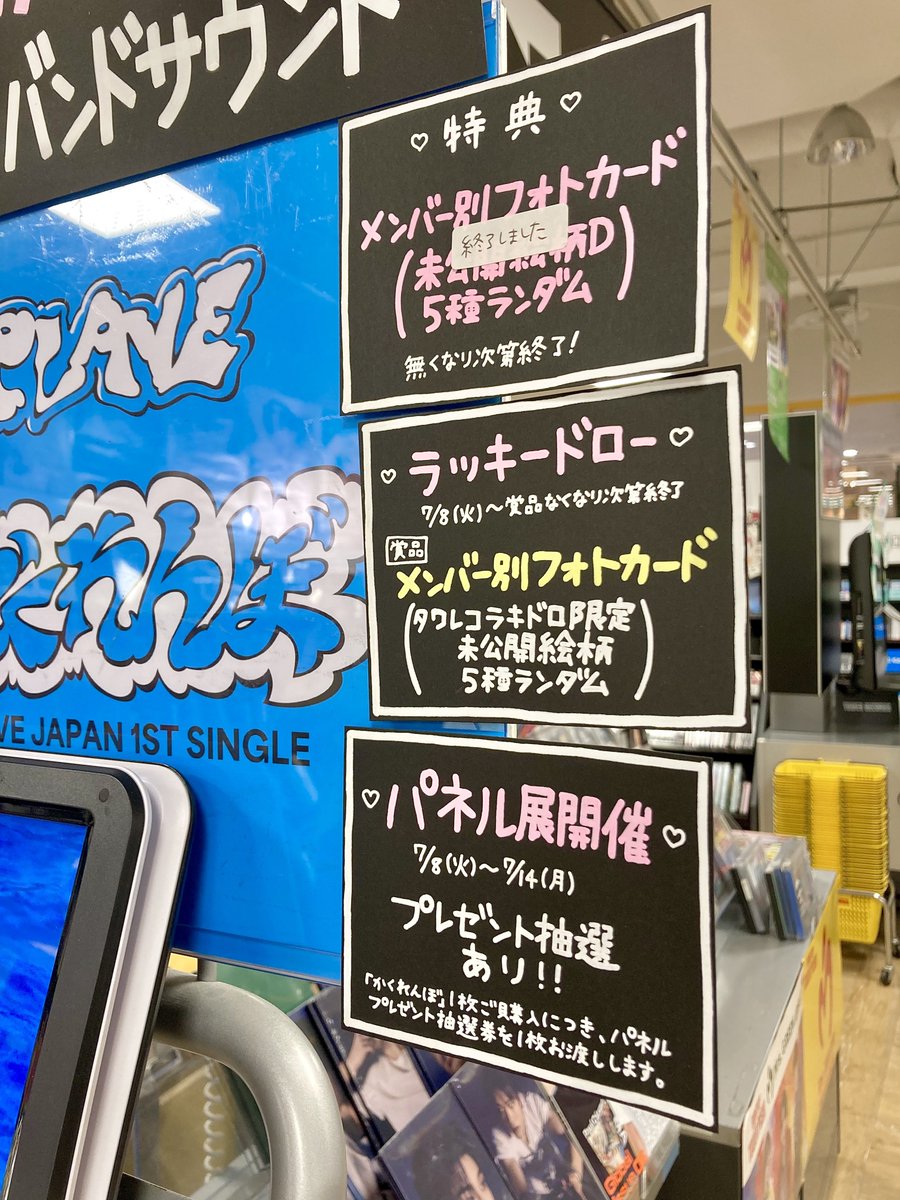 バンドサウンド
PLANE
くれんぼ
VE JAPAN 1ST SINGLE
♡ 特典 ♡
メンバー別フォトカード
終了しました
(未公開絵柄D
5種ランダム)
無くなり次第終了!
♡ ラッキードロー ♡
7/8(火)~賞品なくなり次第終了
賞品
メンバー別フォトカード
(タワレコラキドロ限定
未公開絵柄
5種ランダム)
♡ パネル展開催 ♡
7/8(火)~7/14(月)
プレゼント抽選
あり!!
「かくれんぼ」1枚ご購入につき、パネル
プレゼント抽選券を1枚お渡しします。